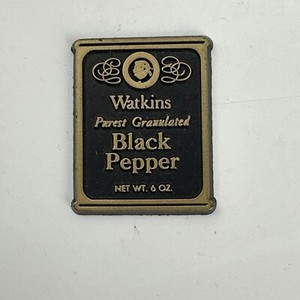 Watkins
Purest Granulated
Black
Pepper
NET WT. 6 OZ.